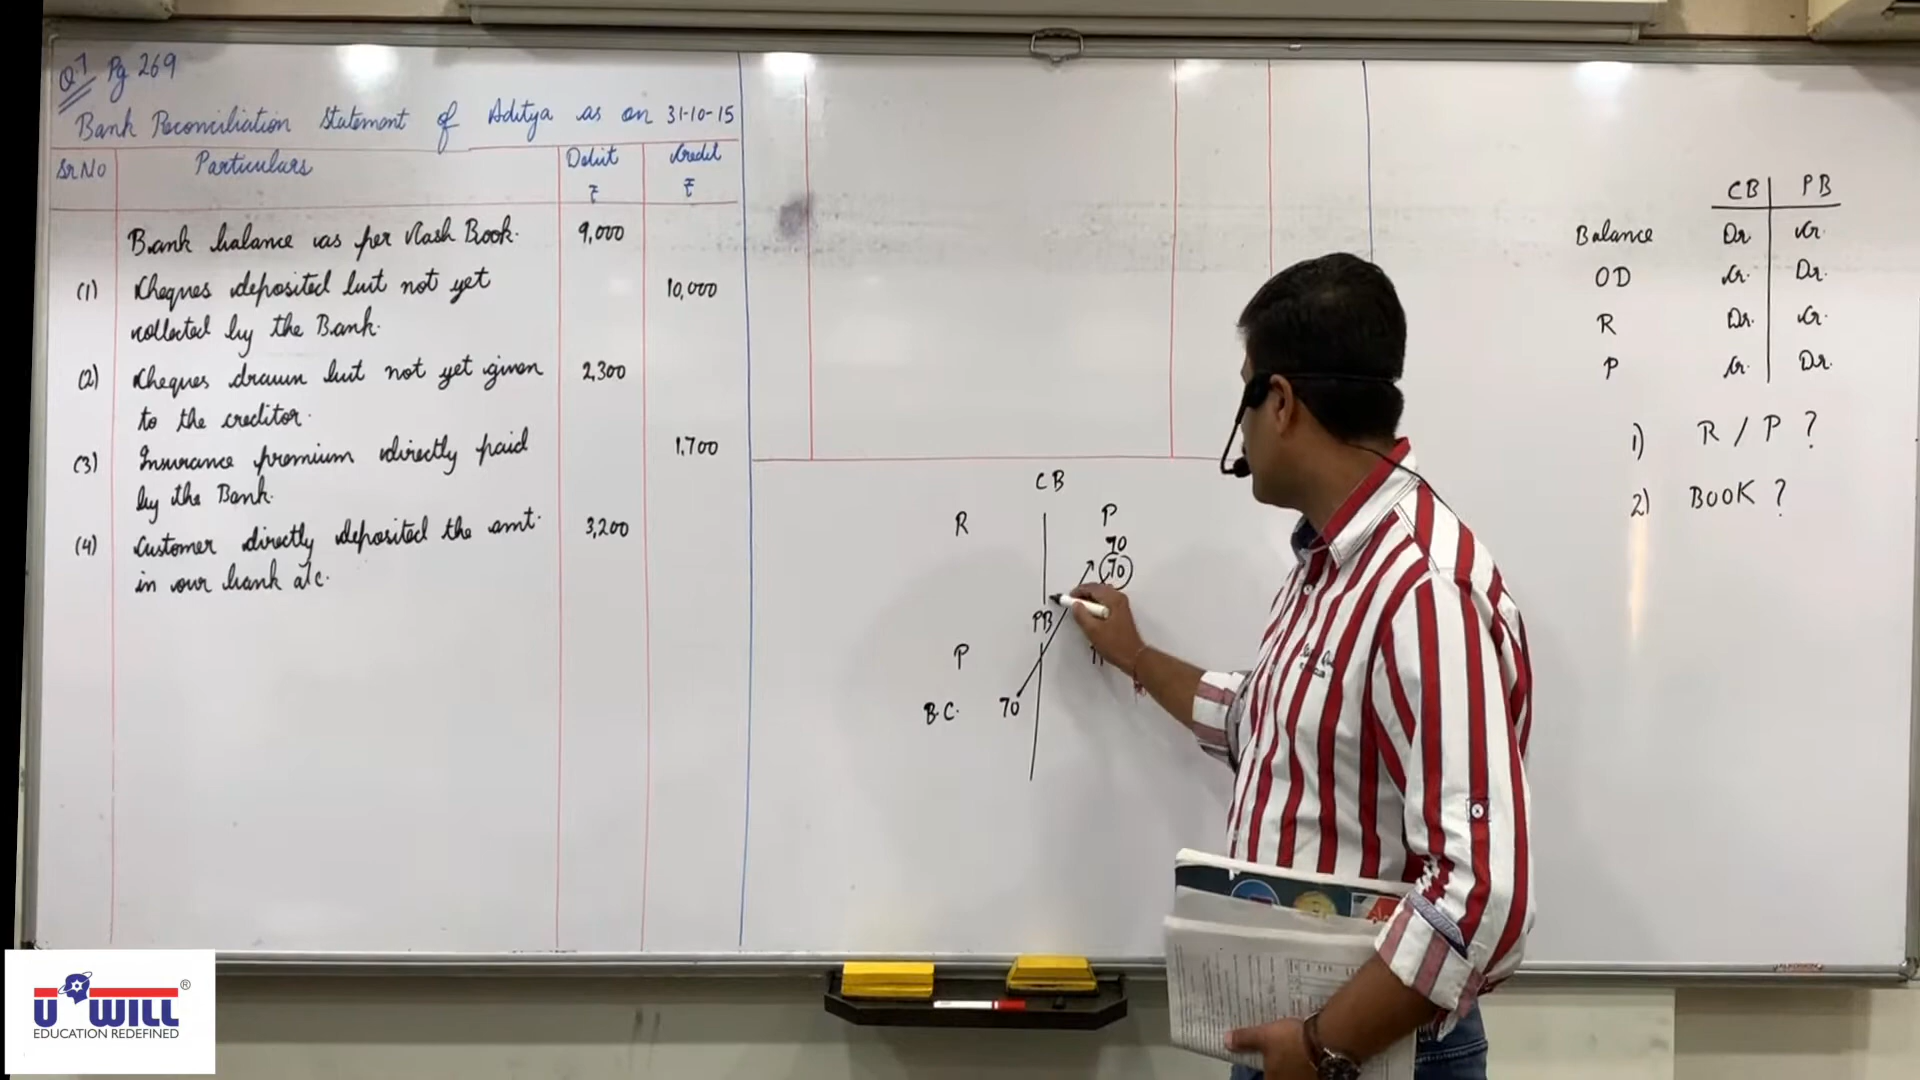 Q.7 Pg 269
Bank Reconciliation Statement of Aditya as on 31-10-15
Sr No Particulars Debit ₹ Credit ₹
Bank balance as per Cash Book. 9,000
(1) Cheques deposited but not yet 10,000
collected by the Bank.
(2) Cheques drawn but not yet given 2,300
to the creditor.
(3) Insurance premium directly paid 1,700
by the Bank.
(4) Customer directly deposited the amt. 3,200
in our bank a/c.
CB
R P
70
70
PB
P
B.C. 70
CB PB
Balance Dr Cr.
OD Cr. Dr.
R Dr. Cr.
P Cr. Dr.
1) R / P ?
2) BOOK ?
U WILL ®
EDUCATION REDEFINED